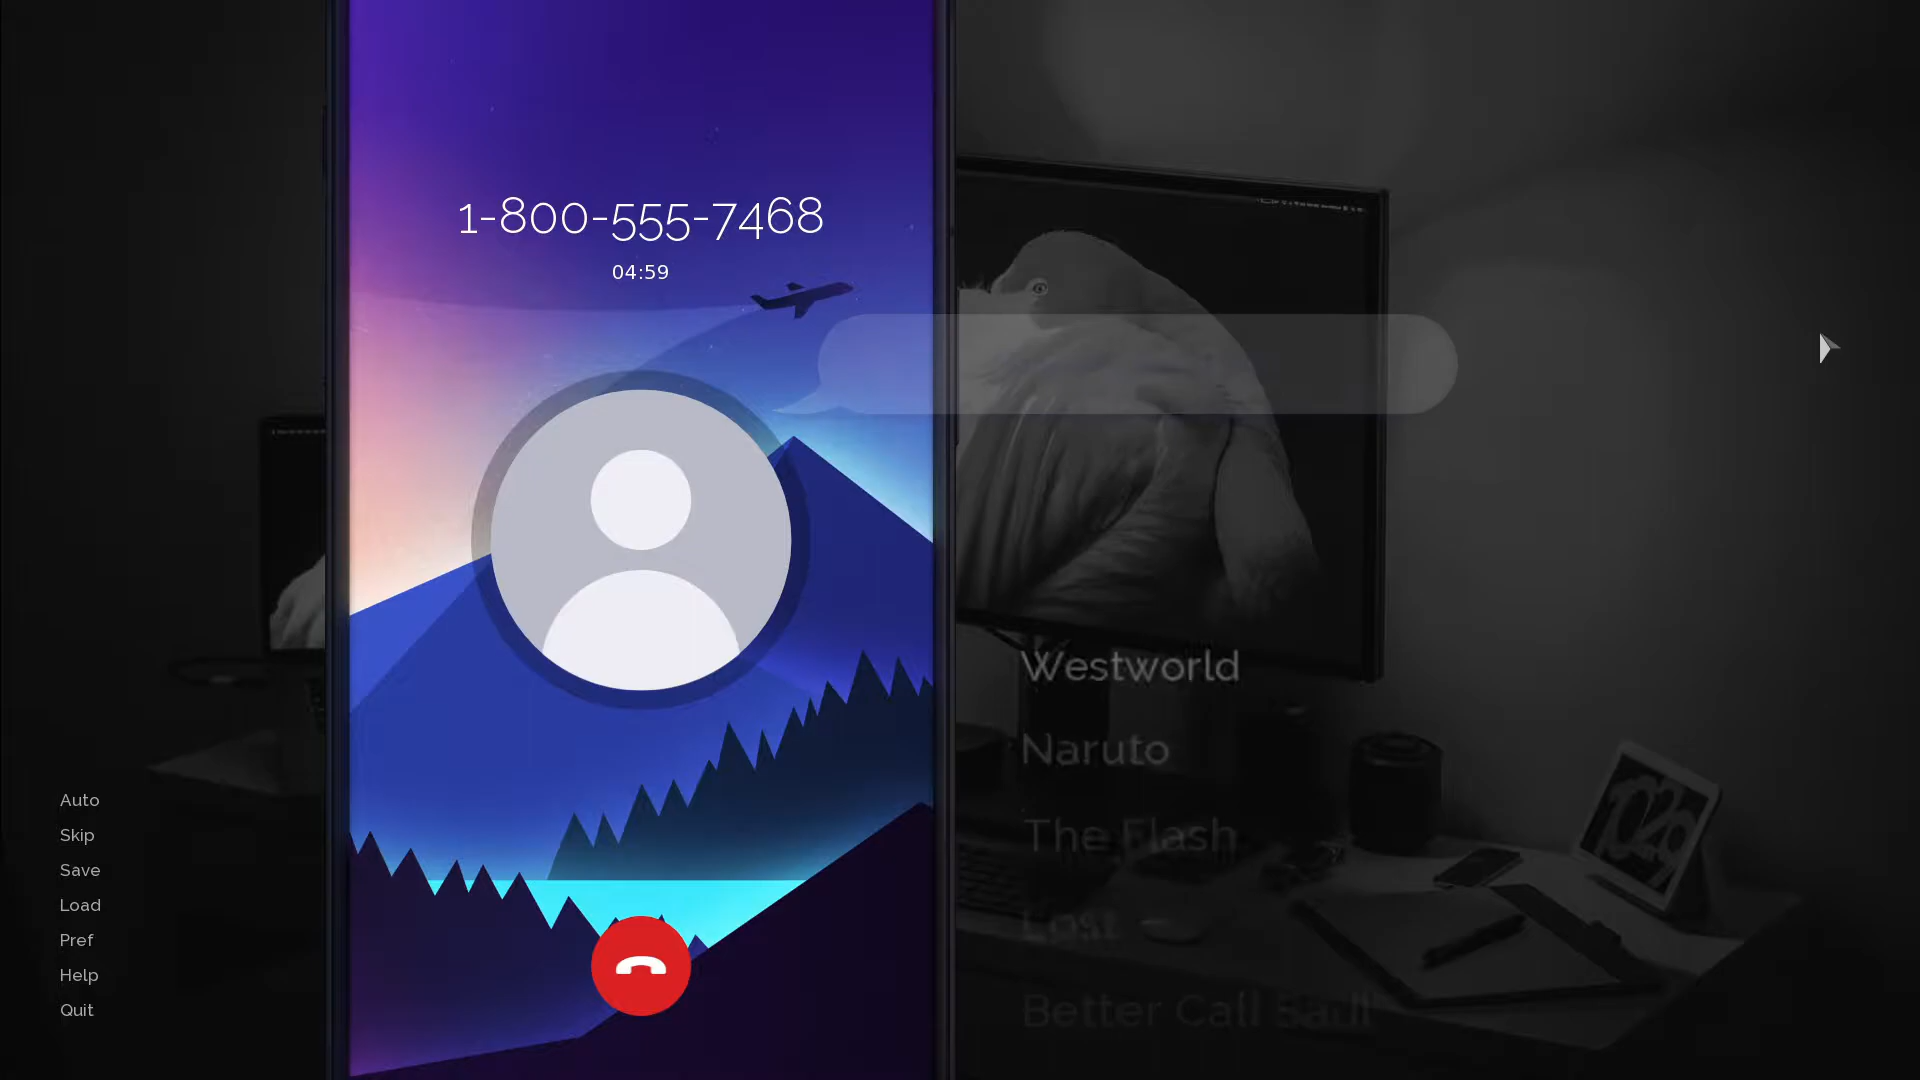 1-800-555-7468
04:59
Westworld
Naruto
The Flash
Lost
Better Call Saul
Auto
Skip
Save
Load
Pref
Help
Quit